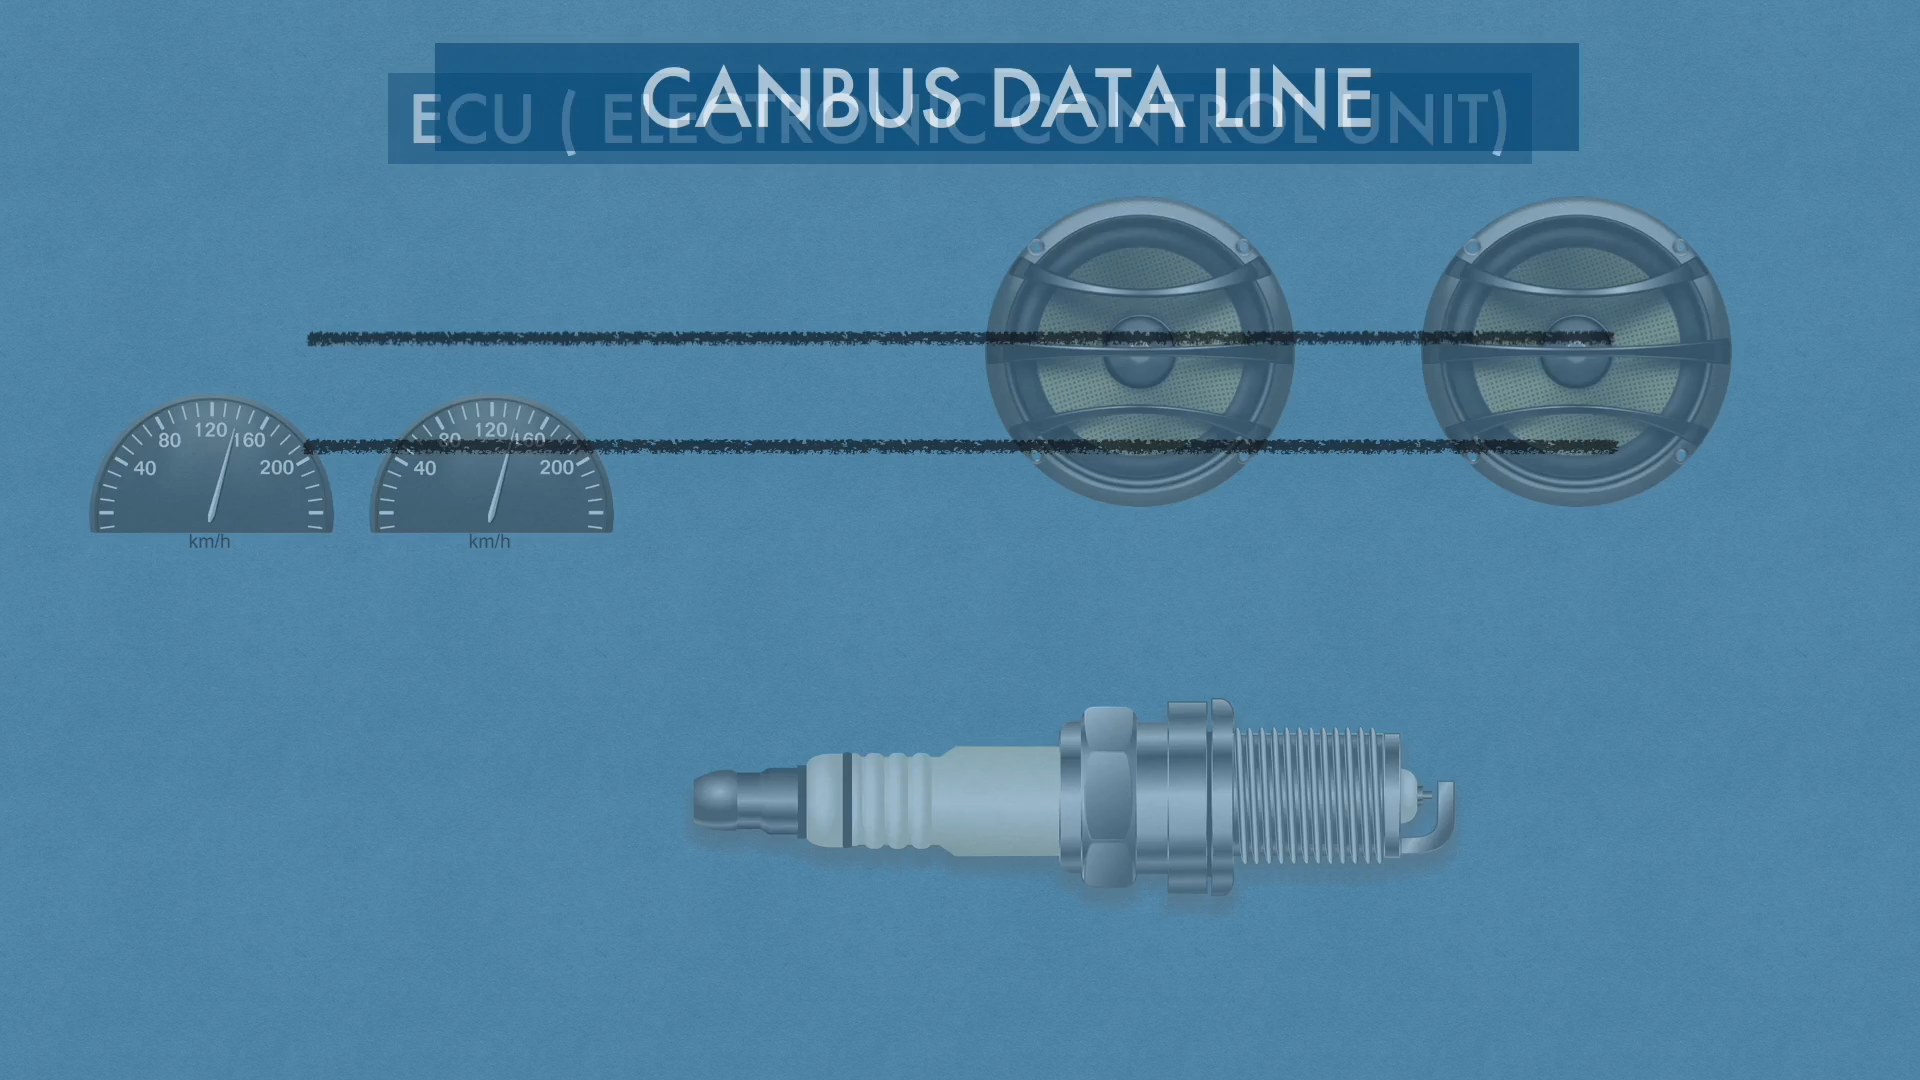 CANBUS DATA LINE
ECU ( ELECTRONIC CONTROL UNIT)
40 80 120 160 200
km/h
40 80 120 160 200
km/h